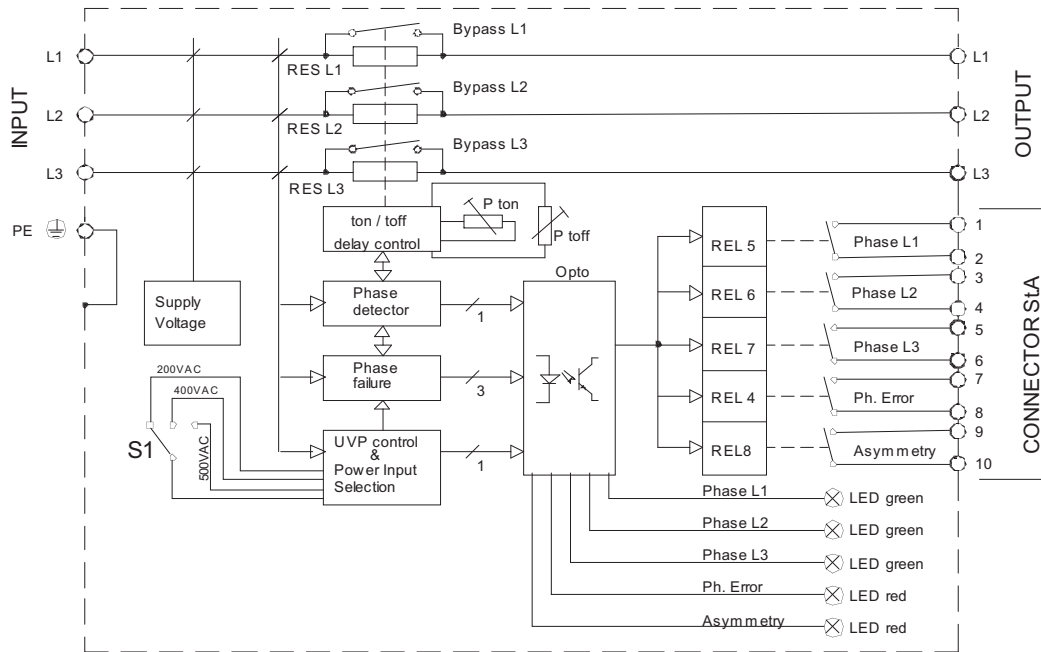 Bypass L1
L1
RES L1
L1
INPUT
Bypass L2
L2
RES L2
L2
OUTPUT
Bypass L3
L3
RES L3
L3
PE
ton / toff
delay control
P ton
P toff
Supply
Voltage
Phase
detector
1
Phase
failure
3
UVP control
&
Power Input
Selection
1
200VAC
400VAC
500VAC
S1
Opto
REL 5
REL 6
REL 7
REL 4
REL8
Phase L1
Phase L2
Phase L3
Ph. Error
Asymmetry
1
2
3
4
5
6
7
8
9
10
CONNECTOR StA
Phase L1
LED green
Phase L2
LED green
Phase L3
LED green
Ph. Error
LED red
Asymmetry
LED red